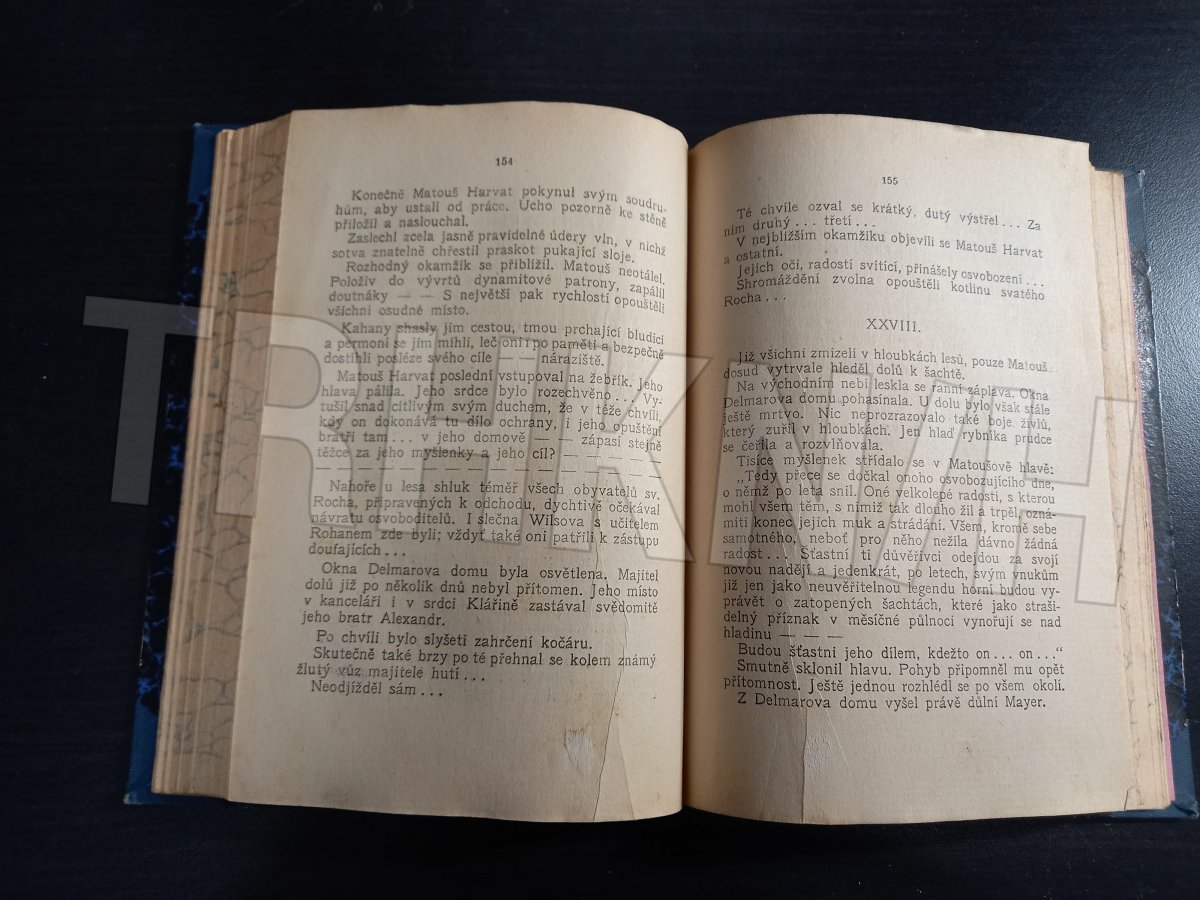 154
Konečně Matouš Harvat pokynul svým soudru-
hům, aby ustali od práce. Ucho pozorně ke stěně
přiložil a naslouchal.
Zaslechl zcela jasně pravidelné údery vln, v nichž
sotva znatelně chřestil praskot pukající sloje.
Rozhodný okamžik se přiblížil. Matouš neotálel.
Položiv do vývrtů dynamitové patrony, zapálil
doutnáky — — S největší pak rychlostí opouštěli
všichni osudné místo.
Kahany shasly jim cestou, tmou prchající bludíci
a permoni se jim mihli, leč oni i po paměti a bezpečně
dostihli posléze svého cíle — — náraziště.
Matouš Harvat poslední vstupoval na žebřík. Jeho
hlava pálila. Jeho srdce bylo rozechvěno... Vy-
tušil snad citlivým svým duchem, že v téže chvíli,
kdy on dokonává tu dílo ochrany, i jeho opuštění
bratři tam... v jeho domově — — zápasí stejně
těžce za jeho myšlenky a jeho cíl? — — — — —
— — — — — — — — — — — — — — —
Nahoře u lesa shluk téměř všech obyvatelů sv.
Rocha, připravených k odchodu, dychtivě očekával
návratu osvoboditelů. I slečna Wilsova s učitelem
Rohanem zde byli; vždyť také oni patřili k zástupu
doufajících...
Okna Delmarova domu byla osvětlena. Majitel
dolů již po několik dnů nebyl přítomen. Jeho místo
v kanceláři i v srdci Klářině zastával svědomitě
jeho bratr Alexandr.
Po chvíli bylo slyšeti zahrčení kočáru.
Skutečně také brzy po té přehnal se kolem známý
žlutý vůz majitele hutí...
Neodjížděl sám...
155
Té chvíle ozval se krátký, dutý výstřel... Za
ním druhý... třetí...
V nejbližším okamžiku objevili se Matouš Harvat
a ostatní.
Jejich oči, radostí svítící, přinášely osvobození...
Shromáždění zvolna opouštěli kotlinu svatého
Rocha...
XXVIII.
Již všichni zmizeli v hloubkách lesů, pouze Matouš
dosud vytrvale hleděl dolů k šachtě.
Na východním nebi leskla se ranní záplava. Okna
Delmarova domu pohasínala. U dolu bylo však stále
ještě mrtvo. Nic neprozrazovalo také boje živlů,
který zuřil v hloubkách. Jen hlaď rybníka prudce
se čeřila a rozvlňovala.
Tisíce myšlenek střídalo se v Matoušově hlavě:
„Tedy přece se dočkal onoho osvobozujícího dne,
o němž po léta snil. Oné velkolepé radosti, s kterou
mohl všem těm, s nimiž tak dlouho žil a trpěl, ozná-
miti konec jejich muk a strádání. Všem, kromě sebe
samotného, neboť pro něho nežila dávno žádná
radost... Šťastni ti důvěřivci odejdou za svojí
novou nadějí a jedenkrát, po letech, svým vnukům
již jen jako neuvěřitelnou legendu horní budou vy-
právět o zatopených šachtách, které jako straši-
delný příznak v měsíčné půlnoci vynořují se nad
hladinu — — —
Budou šťastni jeho dílem, kdežto on... on..."
Smutně sklonil hlavu. Pohyb připomněl mu opět
přítomnost. Ještě jednou rozhlédl se po všem okolí.
Z Delmarova domu vyšel právě důlní Mayer.